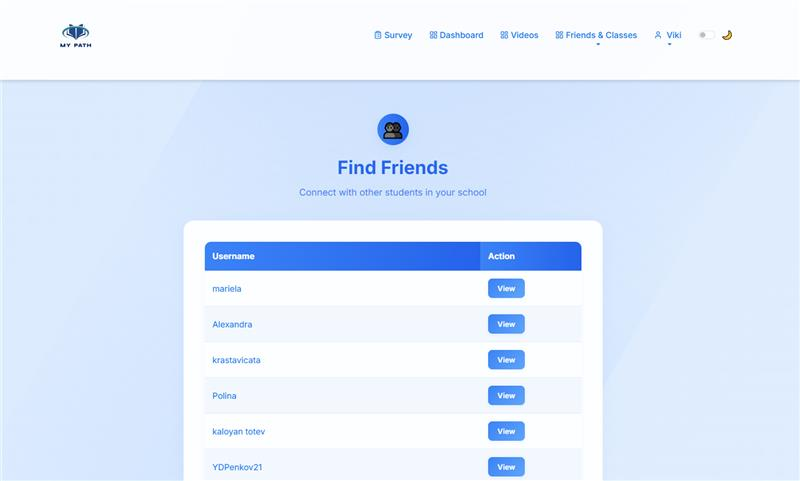 MY PATH
Survey Dashboard Videos Friends & Classes Viki
Find Friends
Connect with other students in your school
Username Action
mariela View
Alexandra View
krastavicata View
Polina View
kaloyan totev View
YDPenkov21 View